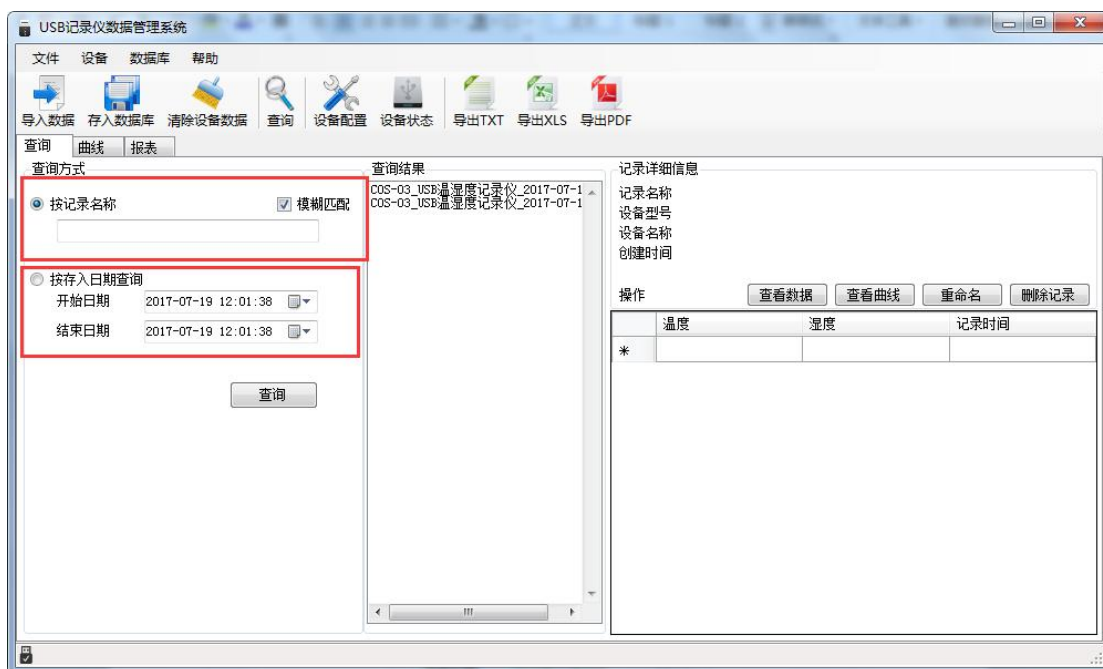 USB记录仪数据管理系统
文件 设备 数据库 帮助
导入数据 存入数据库 清除设备数据 查询 设备配置 设备状态 导出TXT 导出XLS 导出PDF
查询 曲线 报表
查询方式
按记录名称 模糊匹配
按存入日期查询
开始日期 2017-07-19 12:01:38
结束日期 2017-07-19 12:01:38
查询
查询结果
COS-03_USB温湿度记录仪_2017-07-1
COS-03_USB温湿度记录仪_2017-07-1
记录详细信息
记录名称
设备型号
设备名称
创建时间
操作 查看数据 查看曲线 重命名 删除记录
温度 湿度 记录时间
*